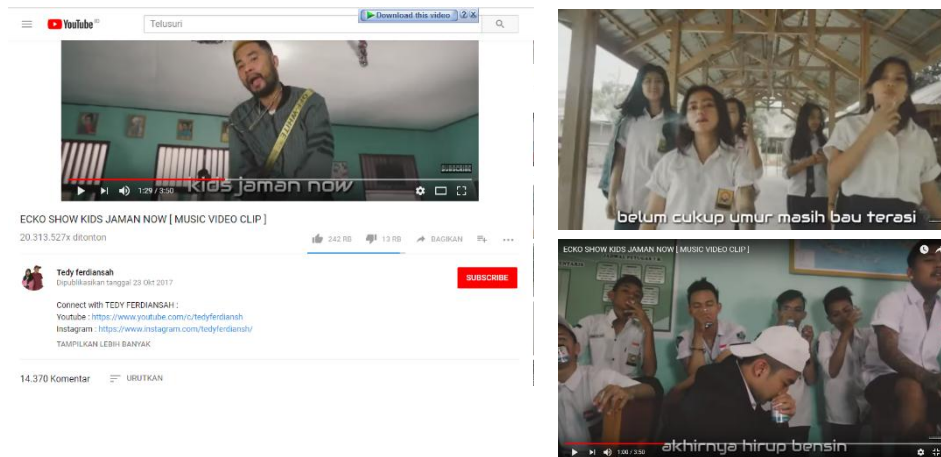 YouTube ID
Telusuri
Download this video ? X
kids jaman now
SUBSCRIBE
1:29 / 3:50
ECKO SHOW KIDS JAMAN NOW [ MUSIC VIDEO CLIP ]
20.313.527x ditonton
242 RB 13 RB BAGIKAN
Tedy ferdiansah
Dipublikasikan tanggal 23 Okt 2017
SUBSCRIBE
Connect with TEDY FERDIANSAH :
Youtube : https://www.youtube.com/c/tedyferdiansh
Instagram : https://www.instagram.com/tedyferdiansh/
TAMPILKAN LEBIH BANYAK
14.370 Komentar URUTKAN
belum cukup umur masih bau terasi
ECKO SHOW KIDS JAMAN NOW [ MUSIC VIDEO CLIP ]
akhirnya hirup bensin
1:00 / 3:50